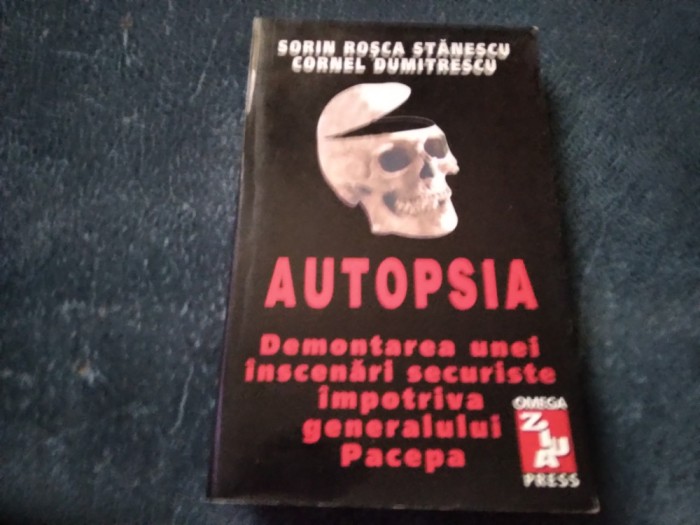 SORIN ROȘCA STĂNESCU
CORNEL DUMITRESCU
AUTOPSIA
Demontarea unei
înscenări securiste
împotriva
generalului
Pacepa
OMEGA
ZIUA
PRESS